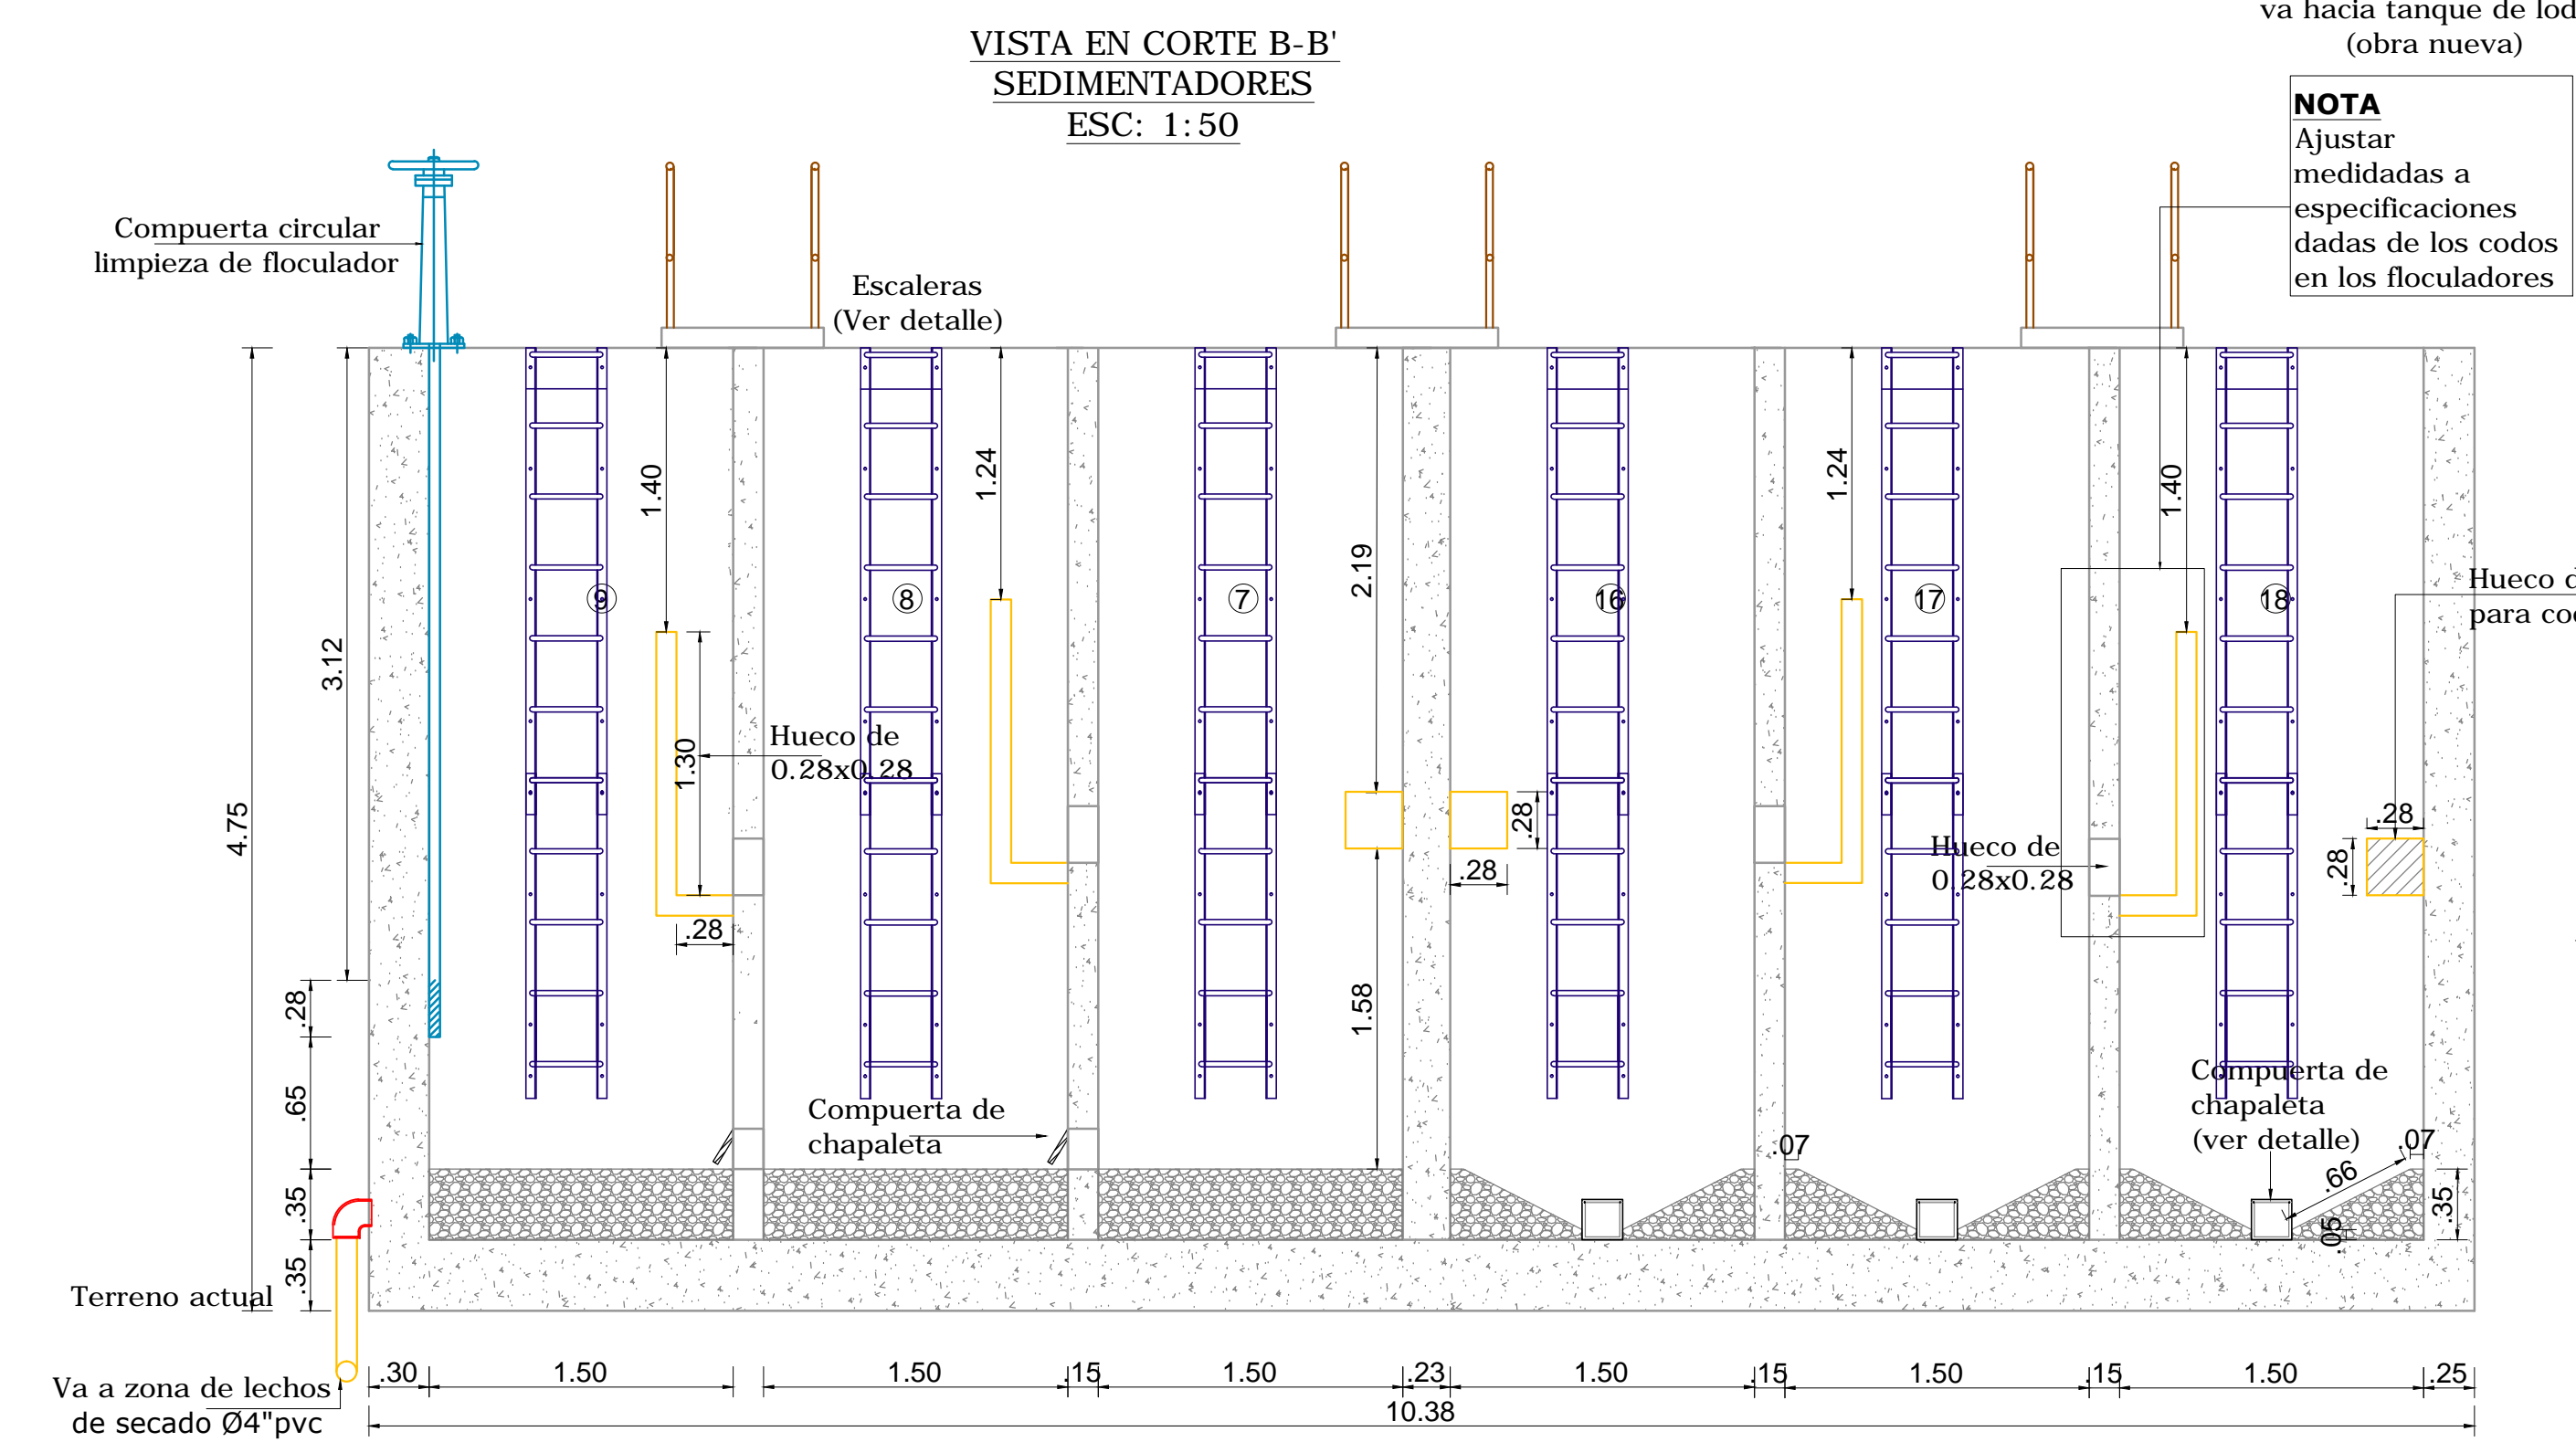 va hacia tanque de lod
(obra nueva)
VISTA EN CORTE B-B'
SEDIMENTADORES
ESC: 1:50
NOTA
Ajustar
medidadas a
especificaciones
dadas de los codos
en los floculadores
Compuerta circular
limpieza de floculador
Escaleras
(Ver detalle)
1.40
1.24
2.19
1.24
1.40
9
8
7
16
17
18
Hueco d
para co
3.12
4.75
1.30
Hueco de
0.28x0.28
.28
.28
.28
Hueco de
0.28x0.28
.28
.28
.28
.65
.35
.35
1.58
Compuerta de
chapaleta
Compuerta de
chapaleta
(ver detalle)
.07
.07
.66
.05
.35
Terreno actual
Va a zona de lechos
de secado Ø4"pvc
.30
1.50
1.50
.15
1.50
.23
1.50
.15
1.50
.15
1.50
.25
10.38